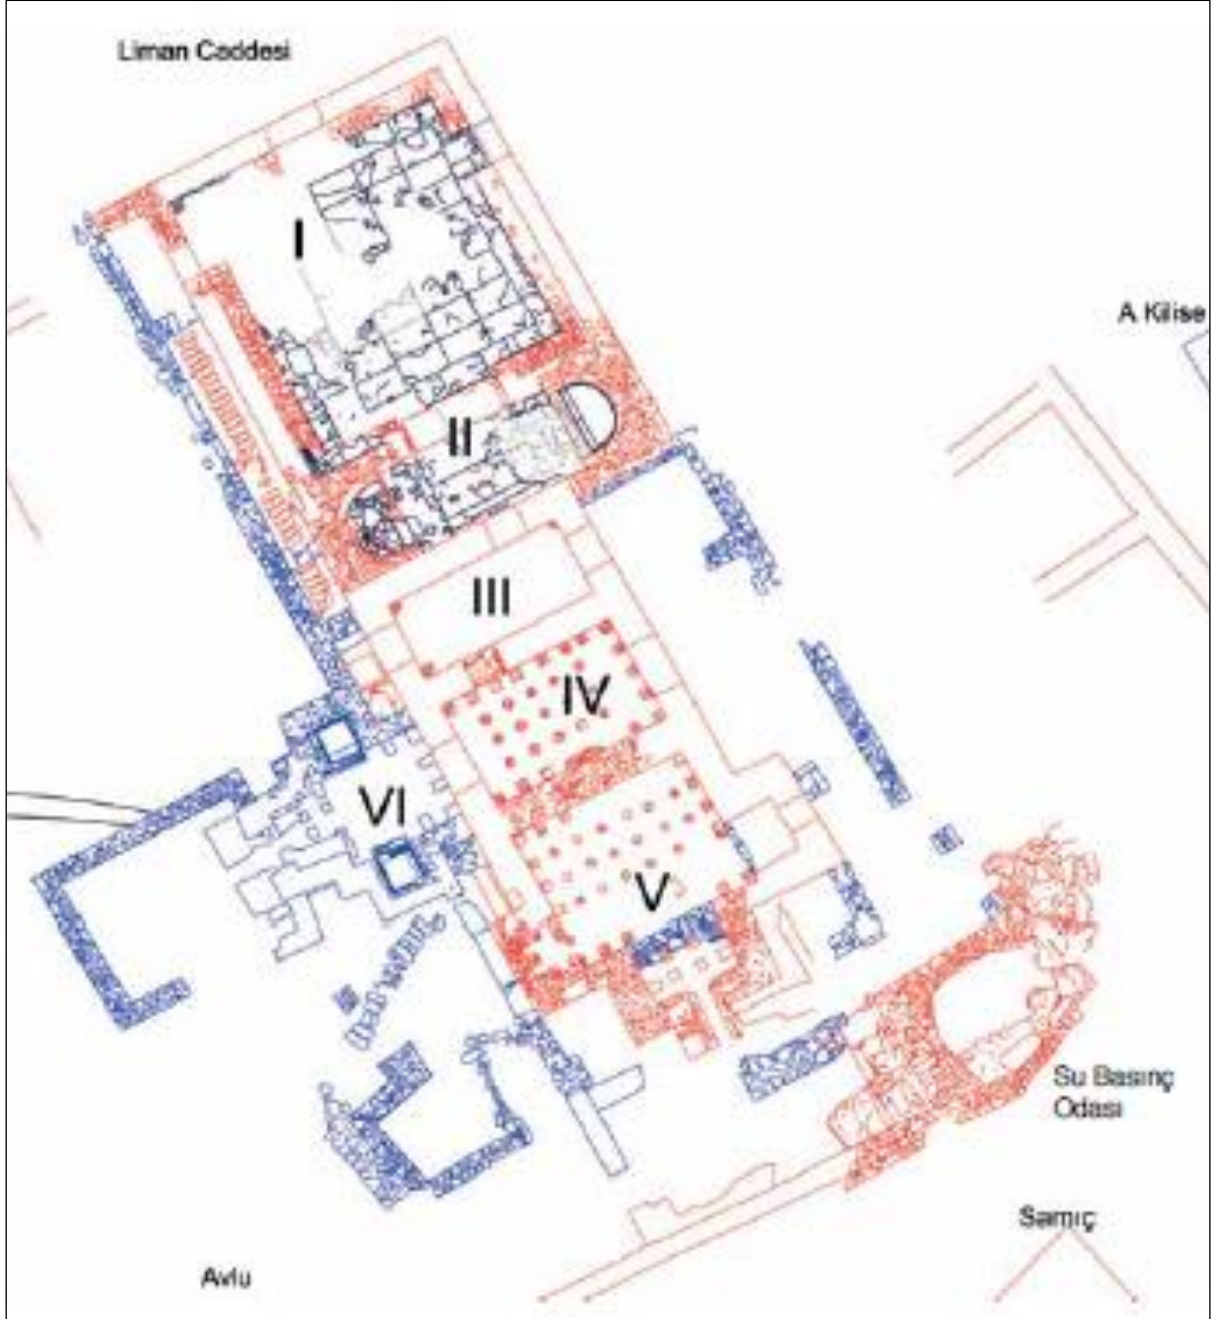 Liman Caddesi
I
A Kilise
II
III
IV
VI
V
Su Basınç
Odası
Sarnıç
Avlu